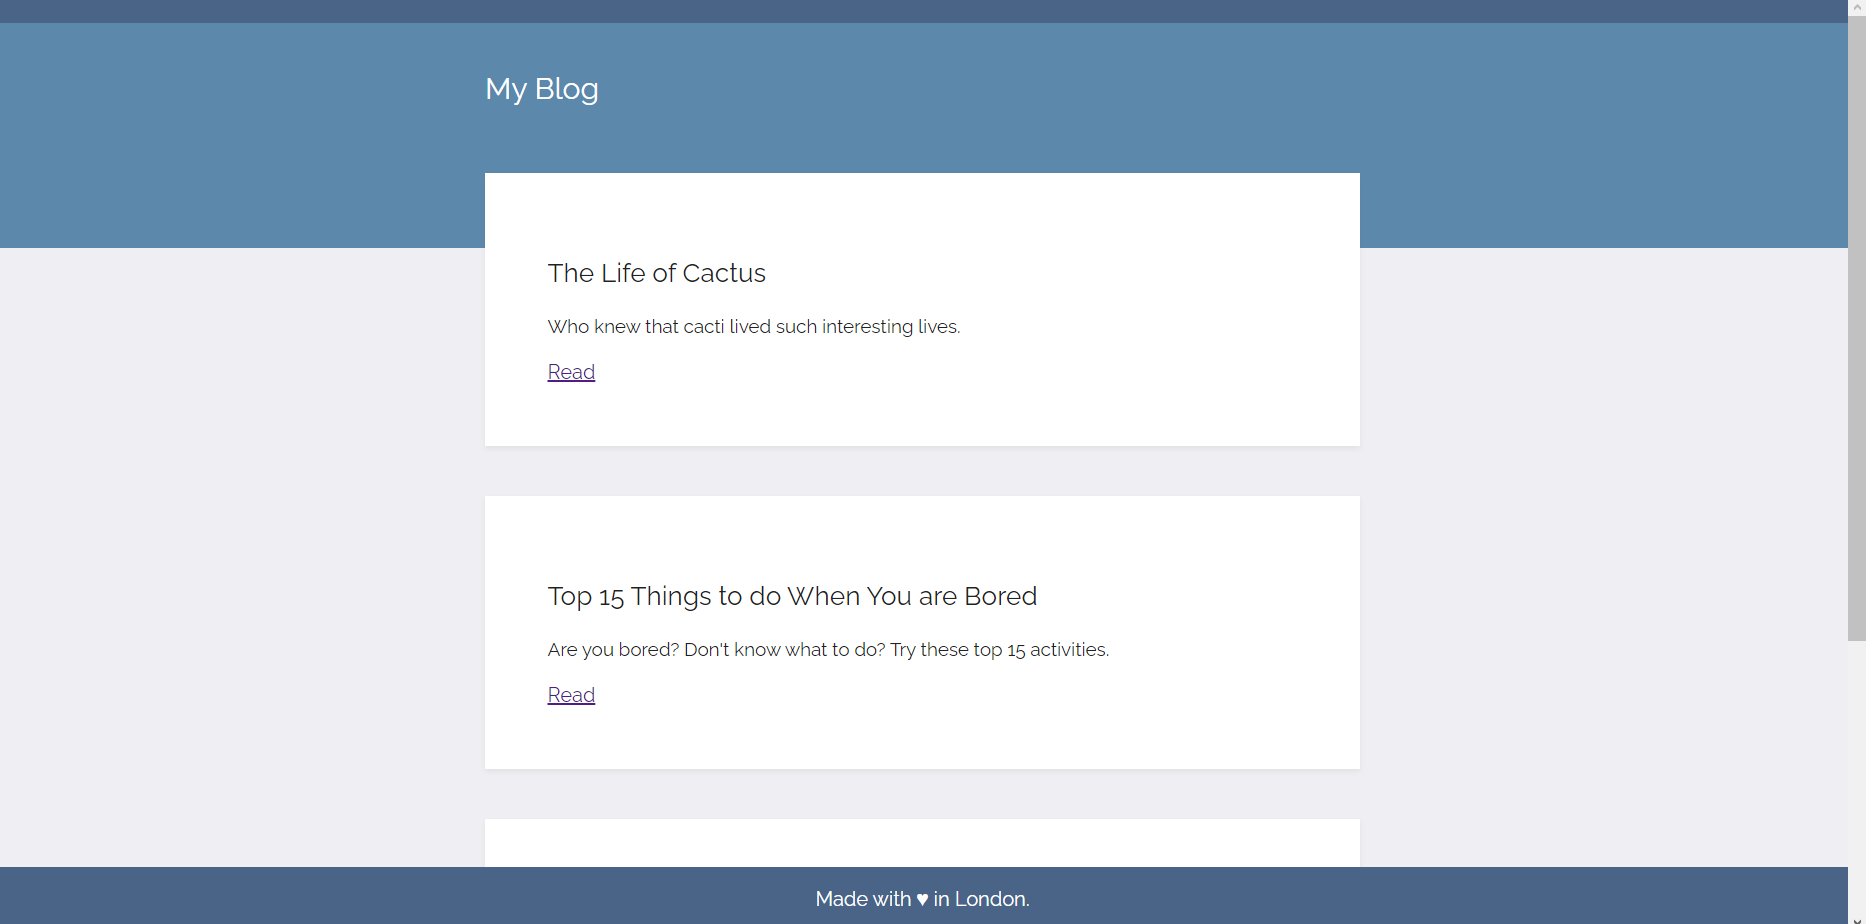 My Blog
The Life of Cactus
Who knew that cacti lived such interesting lives.
Read
Top 15 Things to do When You are Bored
Are you bored? Don't know what to do? Try these top 15 activities.
Read
Made with ♥ in London.